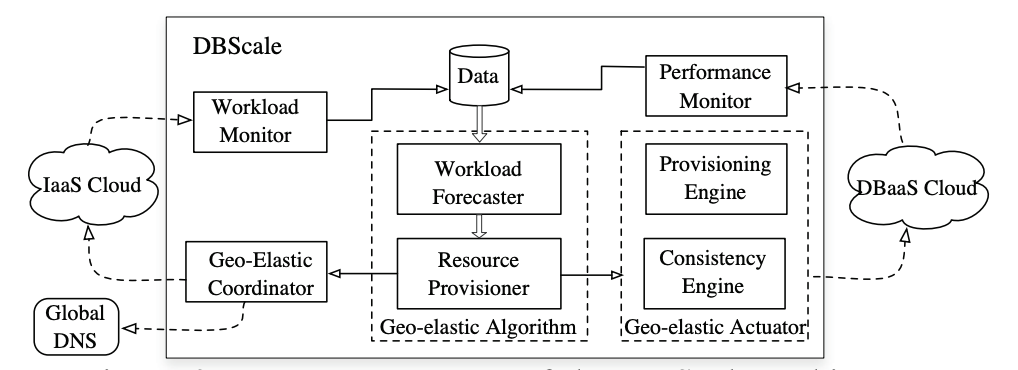 DBScale
Data
Performance
Monitor
Workload
Monitor
IaaS Cloud
Workload
Forecaster
Provisioning
Engine
DBaaS Cloud
Geo-Elastic
Coordinator
Resource
Provisioner
Consistency
Engine
Global
DNS
Geo-elastic Algorithm
Geo-elastic Actuator